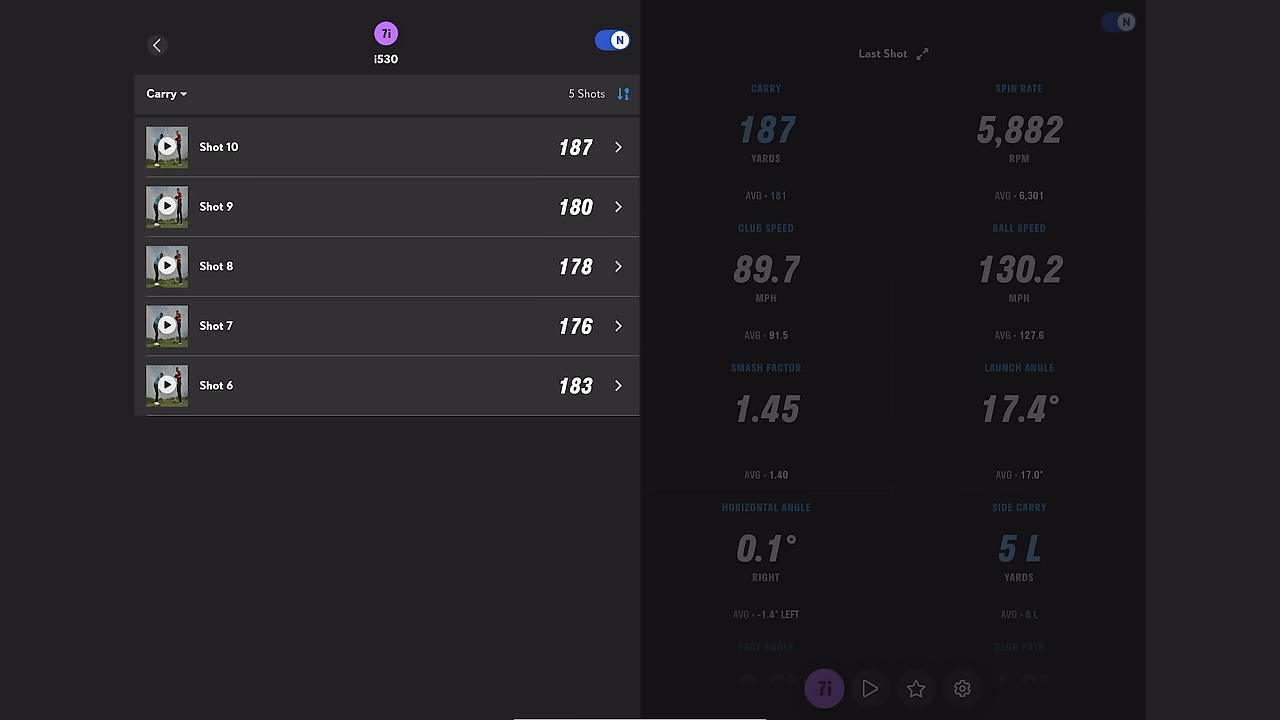 7i
i530
N
Carry
5 Shots
Shot 10
187
Shot 9
180
Shot 8
178
Shot 7
176
Shot 6
183
N
Last Shot
CARRY
187
YARDS
AVG - 181
SPIN RATE
5,882
RPM
AVG - 6,301
CLUB SPEED
89.7
MPH
AVG - 91.5
BALL SPEED
130.2
MPH
AVG - 127.6
SMASH FACTOR
1.45
AVG - 1.40
LAUNCH ANGLE
17.4°
AVG - 17.0°
HORIZONTAL ANGLE
0.1°
RIGHT
AVG - -1.4° LEFT
SIDE CARRY
5 L
YARDS
AVG - 8 L
FACE ANGLE
CLUB PATH
7i